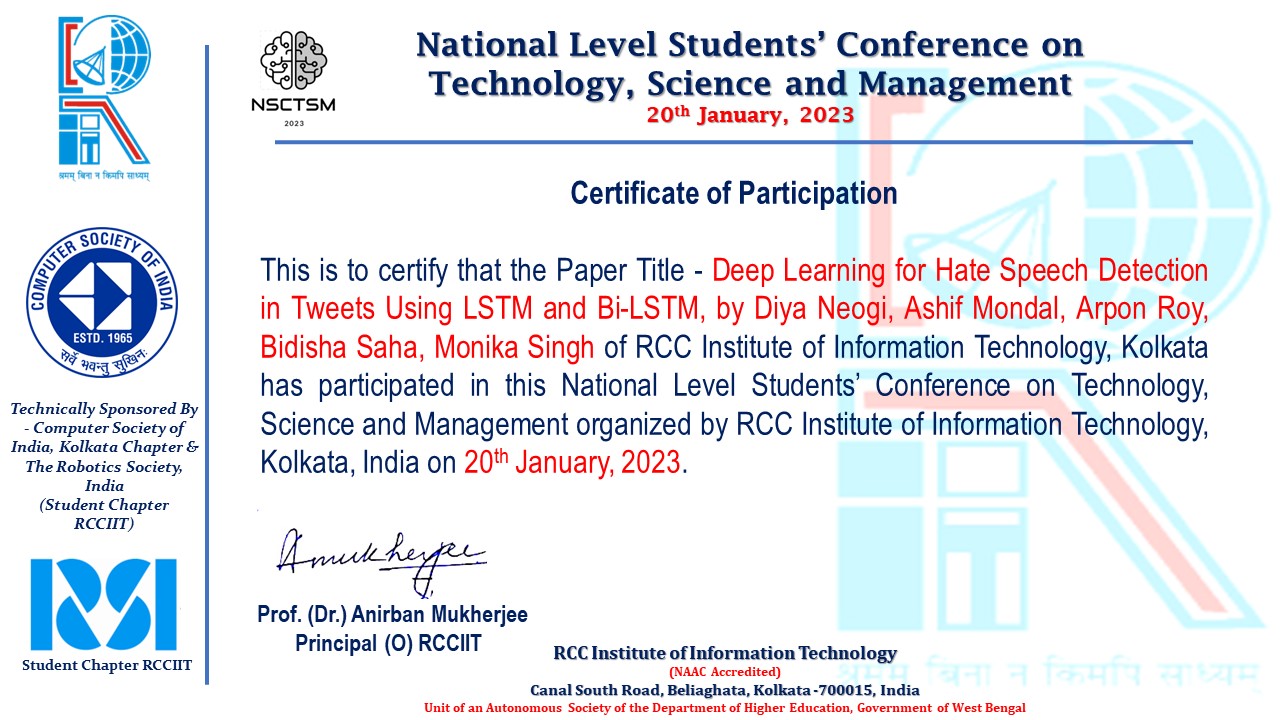 श्रमम् बिना न किमपि साध्यम्
COMPUTER SOCIETY OF INDIA
ESTD. 1965
सर्वे भवन्तु सुखिनः
Technically Sponsored By
- Computer Society of
India, Kolkata Chapter &
The Robotics Society,
India
(Student Chapter
RCCIIT)
RSI
Student Chapter RCCIIT
NSCTSM
2023
National Level Students’ Conference on
Technology, Science and Management
20th January, 2023
Certificate of Participation
This is to certify that the Paper Title - Deep Learning for Hate Speech Detection
in Tweets Using LSTM and Bi-LSTM, by Diya Neogi, Ashif Mondal, Arpon Roy,
Bidisha Saha, Monika Singh of RCC Institute of Information Technology, Kolkata
has participated in this National Level Students’ Conference on Technology,
Science and Management organized by RCC Institute of Information Technology,
Kolkata, India on 20th January, 2023.
Amukherjee
Prof. (Dr.) Anirban Mukherjee
Principal (O) RCCIIT
RCC Institute of Information Technology
(NAAC Accredited)
Canal South Road, Beliaghata, Kolkata -700015, India
Unit of an Autonomous Society of the Department of Higher Education, Government of West Bengal
श्रमम् बिना न किमपि साध्यम्